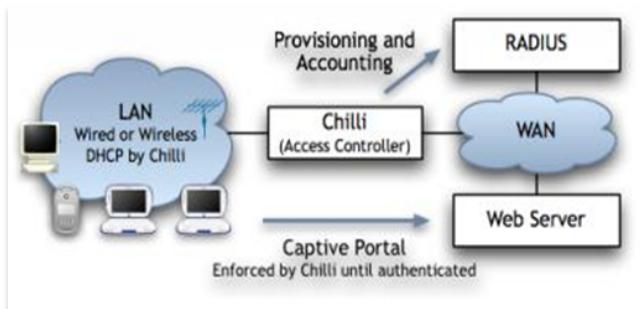 Provisioning and
Accounting
RADIUS
LAN
Wired or Wireless
DHCP by Chilli
Chilli
(Access Controller)
WAN
Web Server
Captive Portal
Enforced by Chilli until authenticated